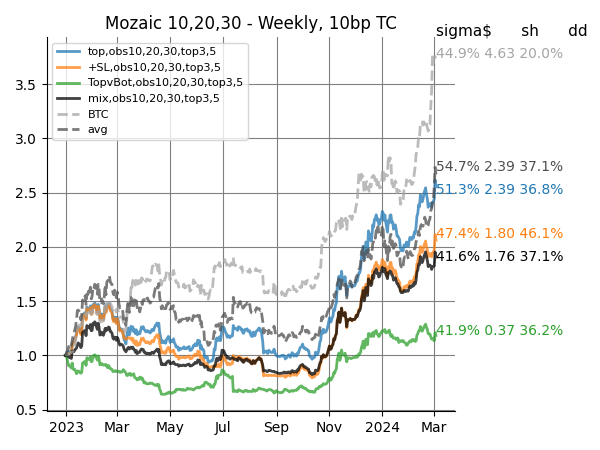 Mozaic 10,20,30 - Weekly, 10bp TC
sigma$ sh dd
top,obs10,20,30,top3,5
+SL,obs10,20,30,top3,5
TopvBot,obs10,20,30,top3,5
mix,obs10,20,30,top3,5
BTC
avg
44.9% 4.63 20.0%
54.7% 2.39 37.1%
51.3% 2.39 36.8%
47.4% 1.80 46.1%
41.6% 1.76 37.1%
41.9% 0.37 36.2%
3.5
3.0
2.5
2.0
1.5
1.0
0.5
2023 Mar May Jul Sep Nov 2024 Mar